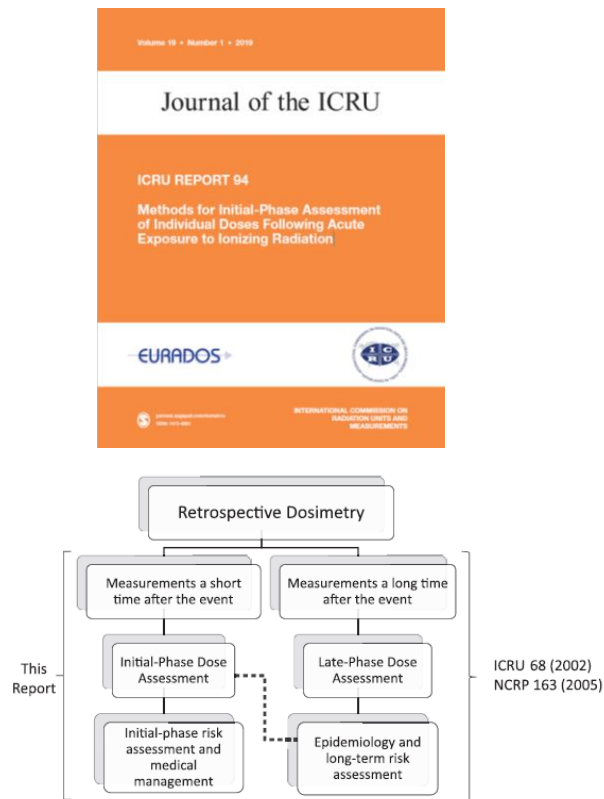 Volume 19 • Number 1 • 2019
Journal of the ICRU
ICRU REPORT 94
Methods for Initial-Phase Assessment
of Individual Doses Following Acute
Exposure to Ionizing Radiation
EURADOS
ICRU
INTERNATIONAL COMMISSION ON
RADIATION UNITS AND
MEASUREMENTS
Retrospective Dosimetry
Measurements a short
time after the event
Measurements a long time
after the event
This
Report
Initial-Phase Dose
Assessment
Late-Phase Dose
Assessment
ICRU 68 (2002)
NCRP 163 (2005)
Initial-phase risk
assessment and
medical
management
Epidemiology and
long-term risk
assessment